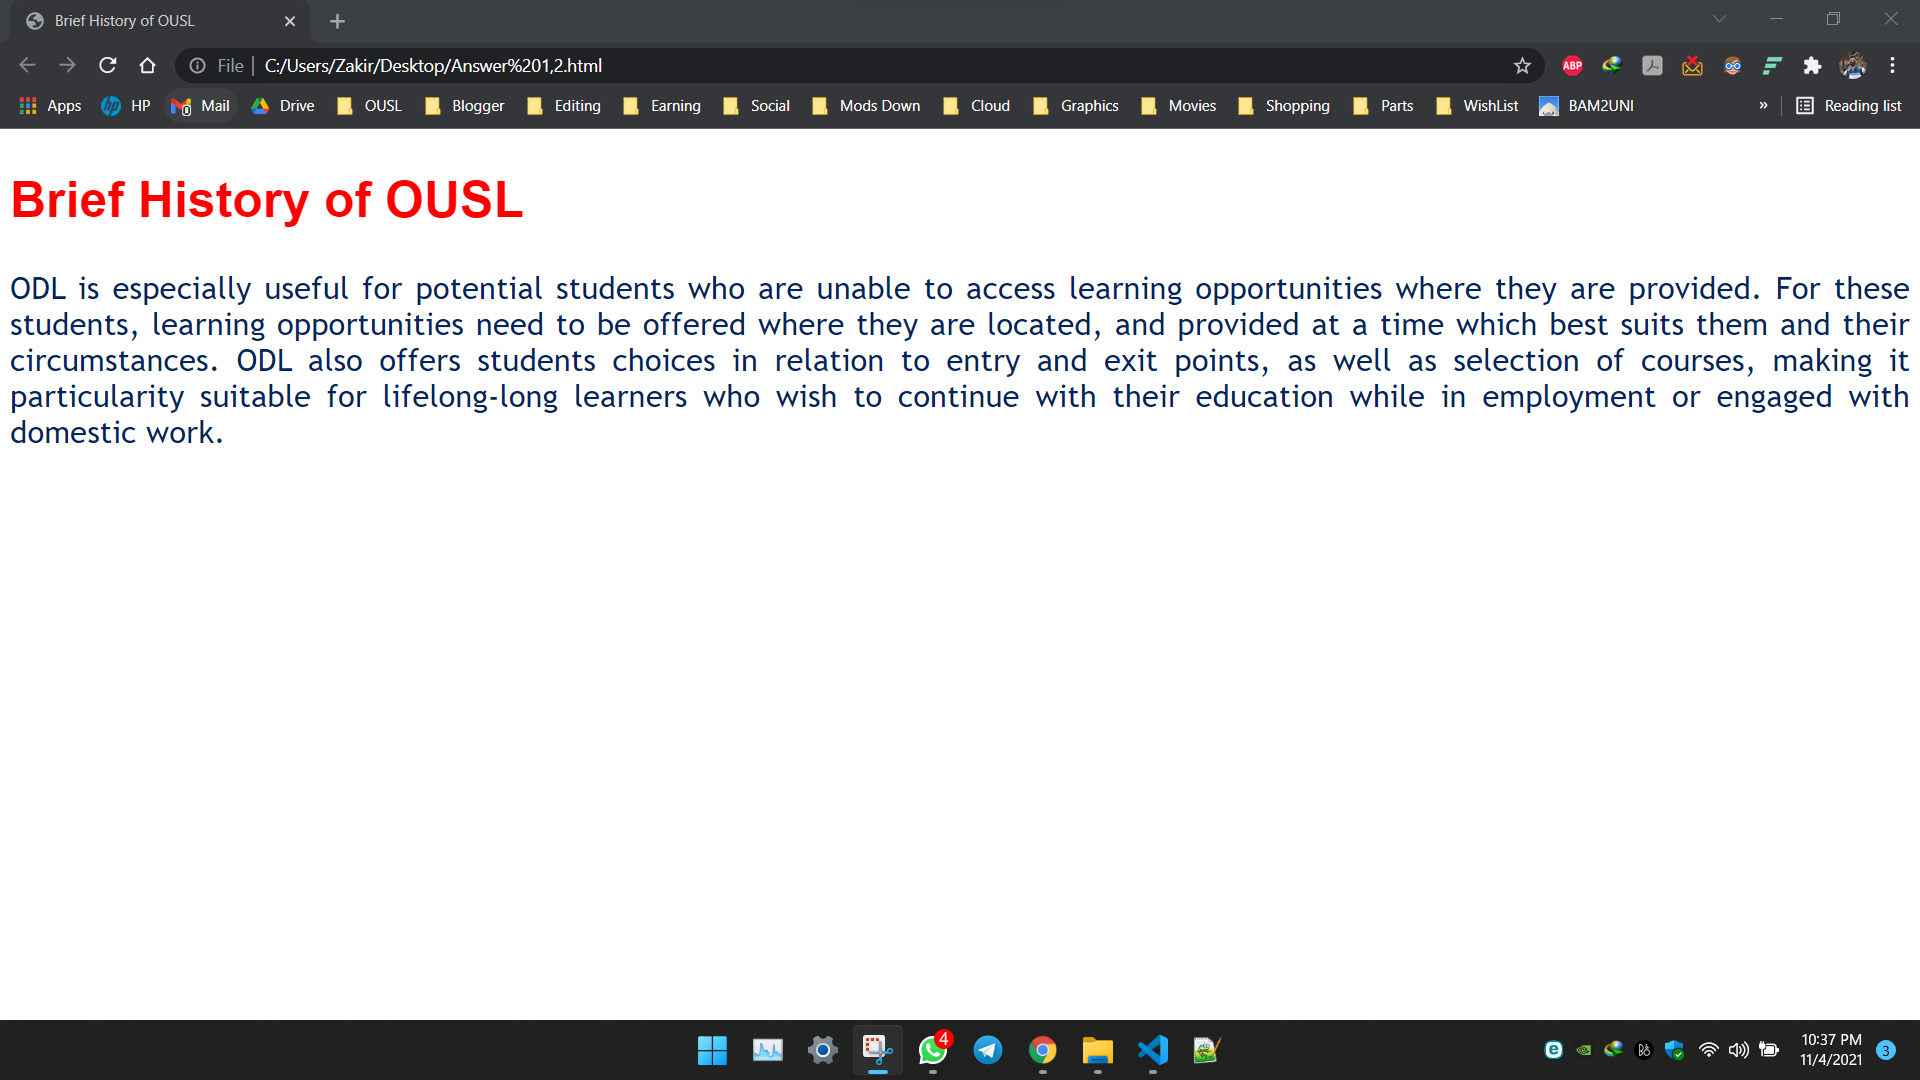 Brief History of OUSL
File
C:/Users/Zakir/Desktop/Answer%201,2.html
ABP
Apps HP Mail Drive OUSL Blogger Editing Earning Social Mods Down Cloud Graphics Movies Shopping Parts WishList BAM2UNI » Reading list
Brief History of OUSL
ODL is especially useful for potential students who are unable to access learning opportunities where they are provided. For these
students, learning opportunities need to be offered where they are located, and provided at a time which best suits them and their
circumstances. ODL also offers students choices in relation to entry and exit points, as well as selection of courses, making it
particularity suitable for lifelong-long learners who wish to continue with their education while in employment or engaged with
domestic work.
4
10:37 PM
11/4/2021
3